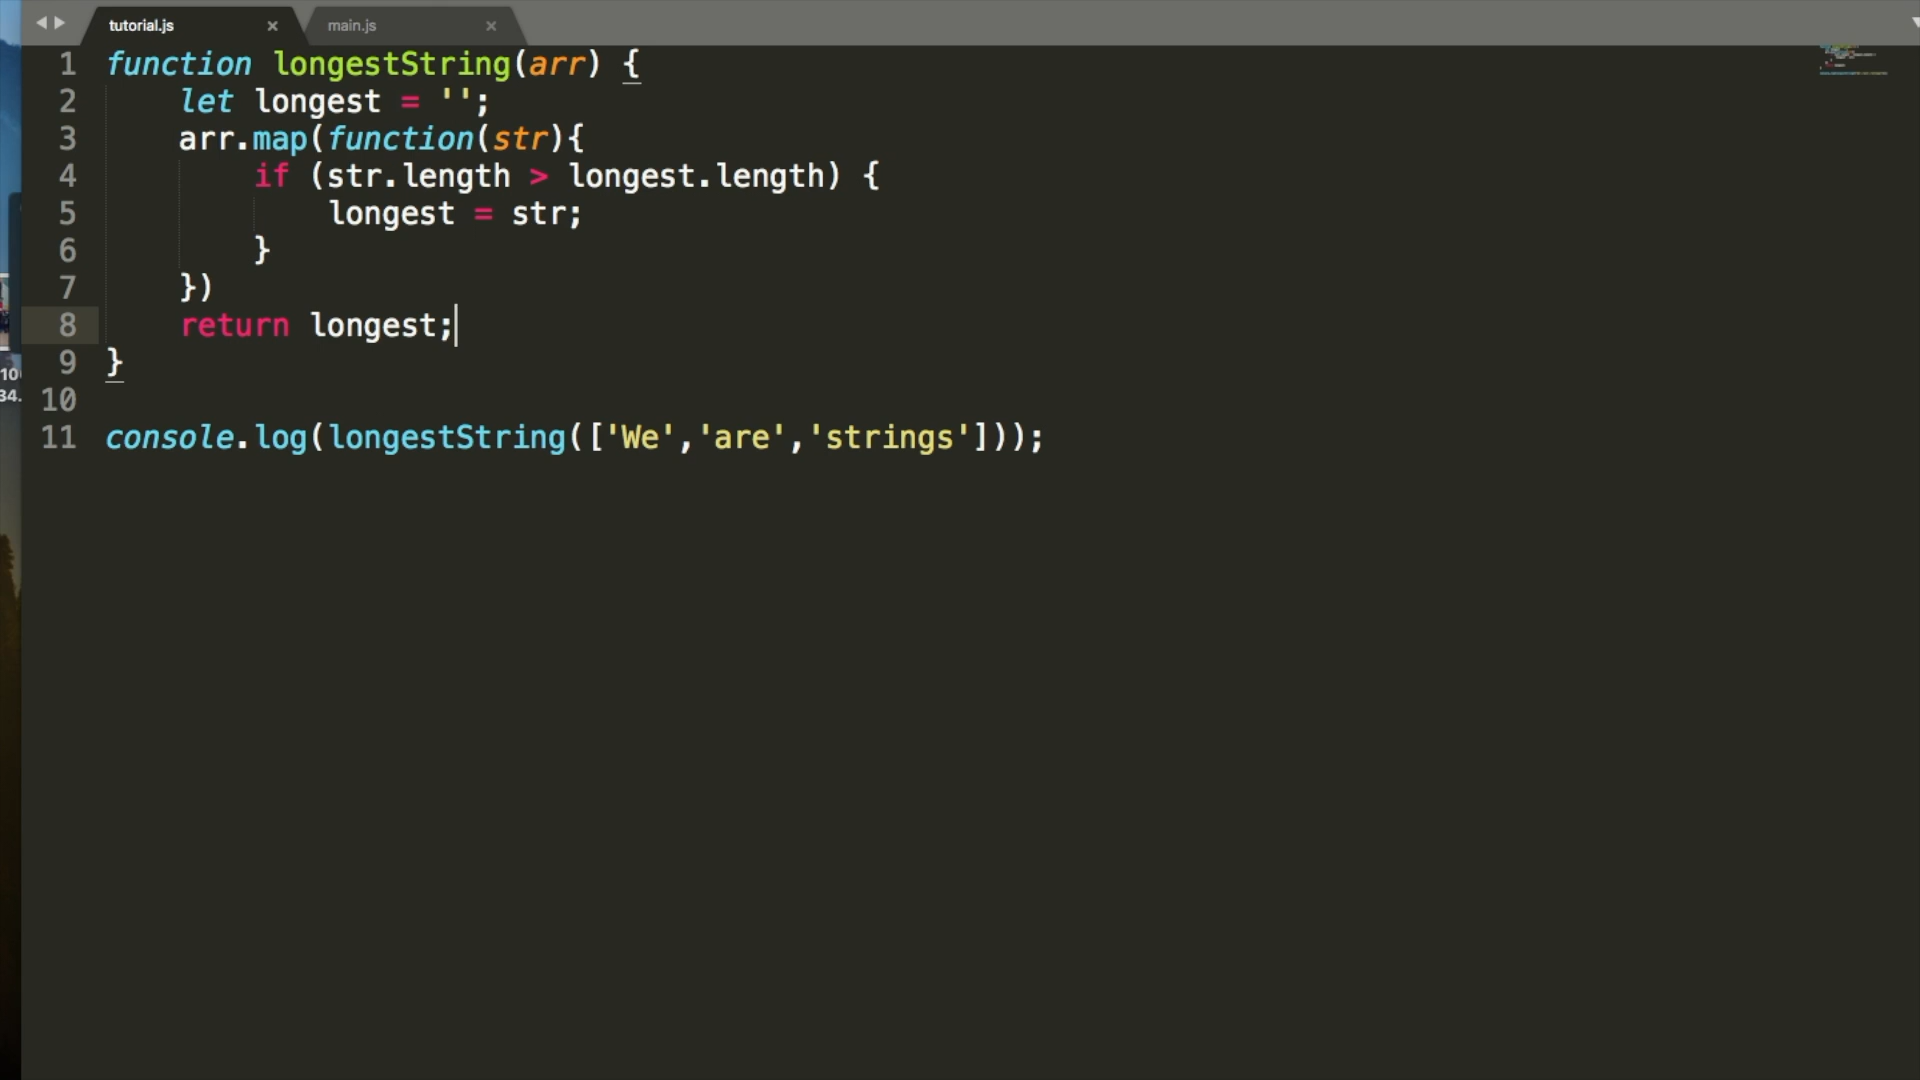 tutorial.js × main.js ×
1 function longestString(arr) {
2     let longest = '';
3     arr.map(function(str){
4         if (str.length > longest.length) {
5             longest = str;
6         }
7     })
8     return longest;
9 }
10
11 console.log(longestString(['We','are','strings']));
10
34.